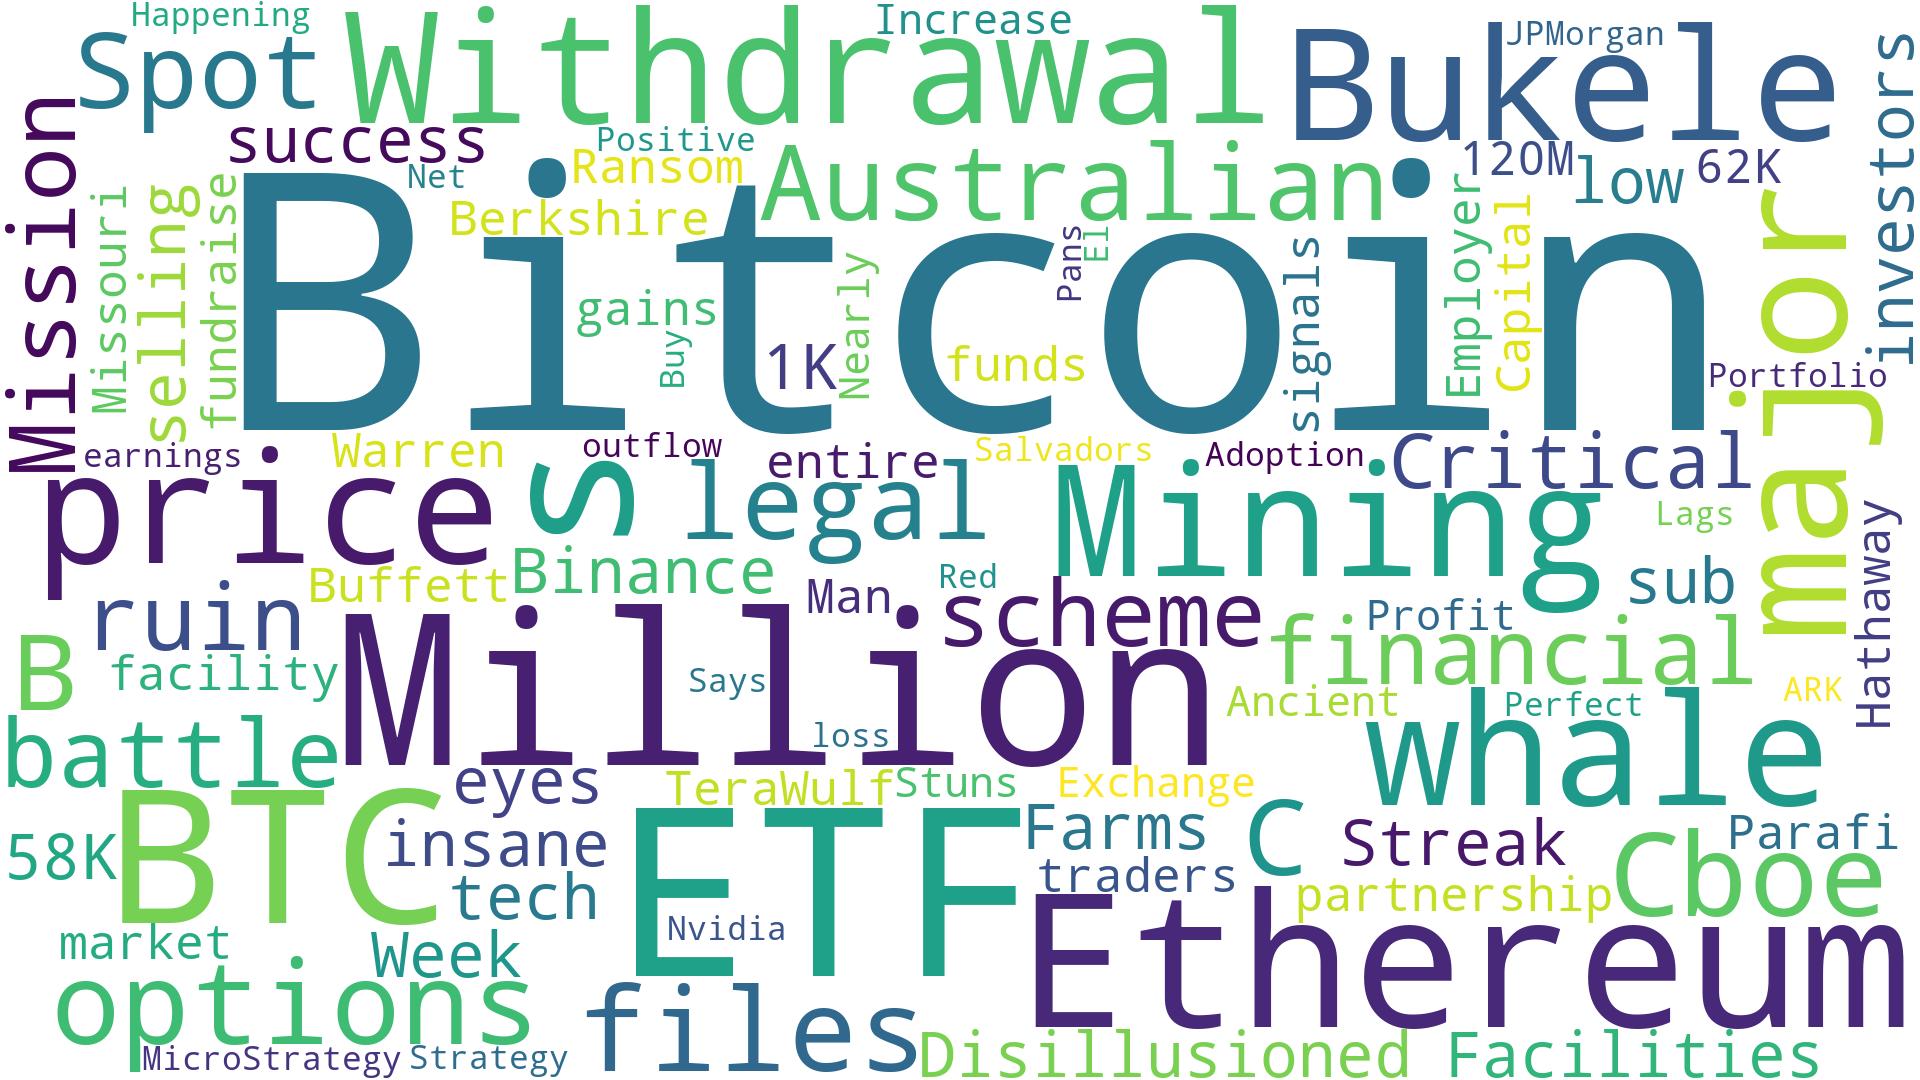 Happening
Spot
Withdrawal
Increase
Bukele
JPMorgan
investors
Mission
success
Positive
Ransom
Net
Berkshire
Australian
120M
low
62K
Missouri
selling
fundraise
Bitcoin
gains
Buy
1K
Nearly
Pans
El
funds
signals
Employer
Capital
major
Portfolio
earnings
Warren
outflow
entire
Salvadors
Adoption
Critical
price
s
legal
Mining
Lags
Hathaway
ruin
Buffett
Binance
Man
Red
scheme
Profit
sub
B
facility
Million
Says
loss
financial
Ancient
Perfect
ARK
whale
battle
eyes
TeraWulf
Stuns
Exchange
58K
BTC
insane
tech
ETF
Nvidia
Farms
traders
C
Streak
partnership
Cboe
Parafi
market
Week
Ethereum
options
files
MicroStrategy
Strategy
Disillusioned
Facilities